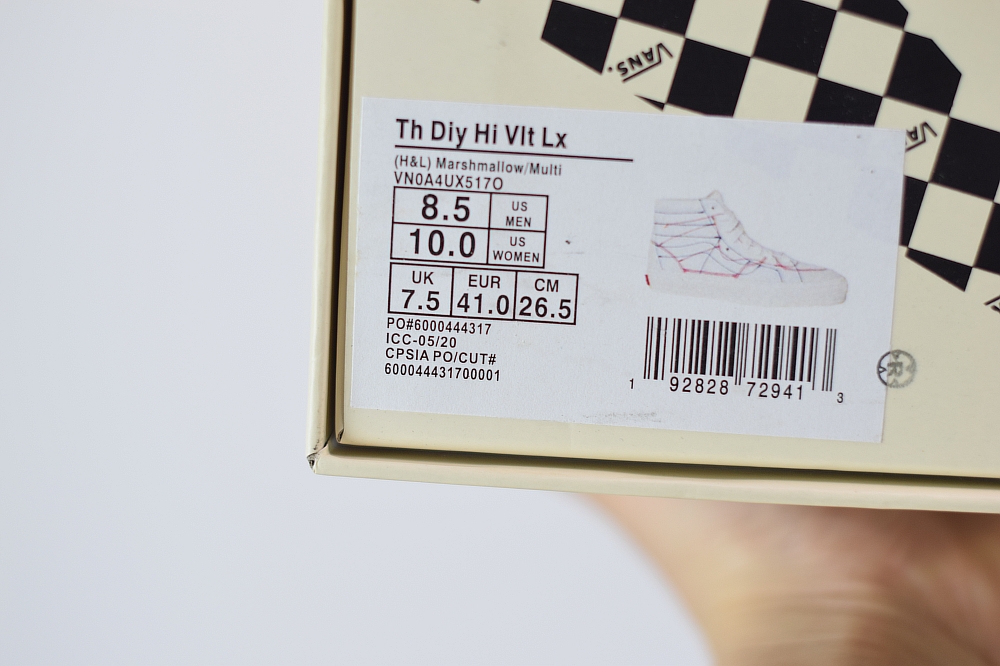 VANS.
VA
Th Diy Hi Vlt Lx
(H&L) Marshmallow/Multi
VN0A4UX517O
8.5 US MEN
10.0 US WOMEN
UK EUR CM
7.5 41.0 26.5
PO#6000444317
ICC-05/20
CPSIA PO/CUT#
600044431700001
1 92828 72941 3
R